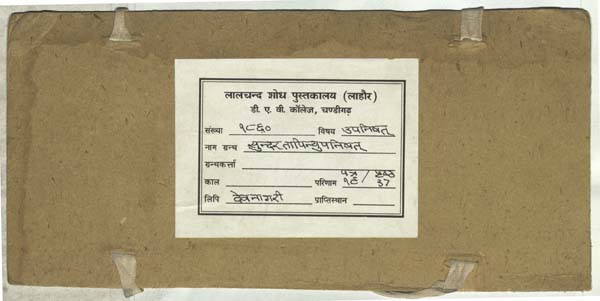 लालचन्द शोध पुस्तकालय (लाहौर)
डी. ए. वी. कॉलेज, चण्डीगढ़
संख्या १८६० विषय उपनिषत्
नाम ग्रन्थ सुन्दरतापिन्युपनिषत्
ग्रन्थकर्त्ता
पत्र / पृष्ठ
काल परिणाम १८ 37
लिपि देवनागरी प्राप्तिस्थान